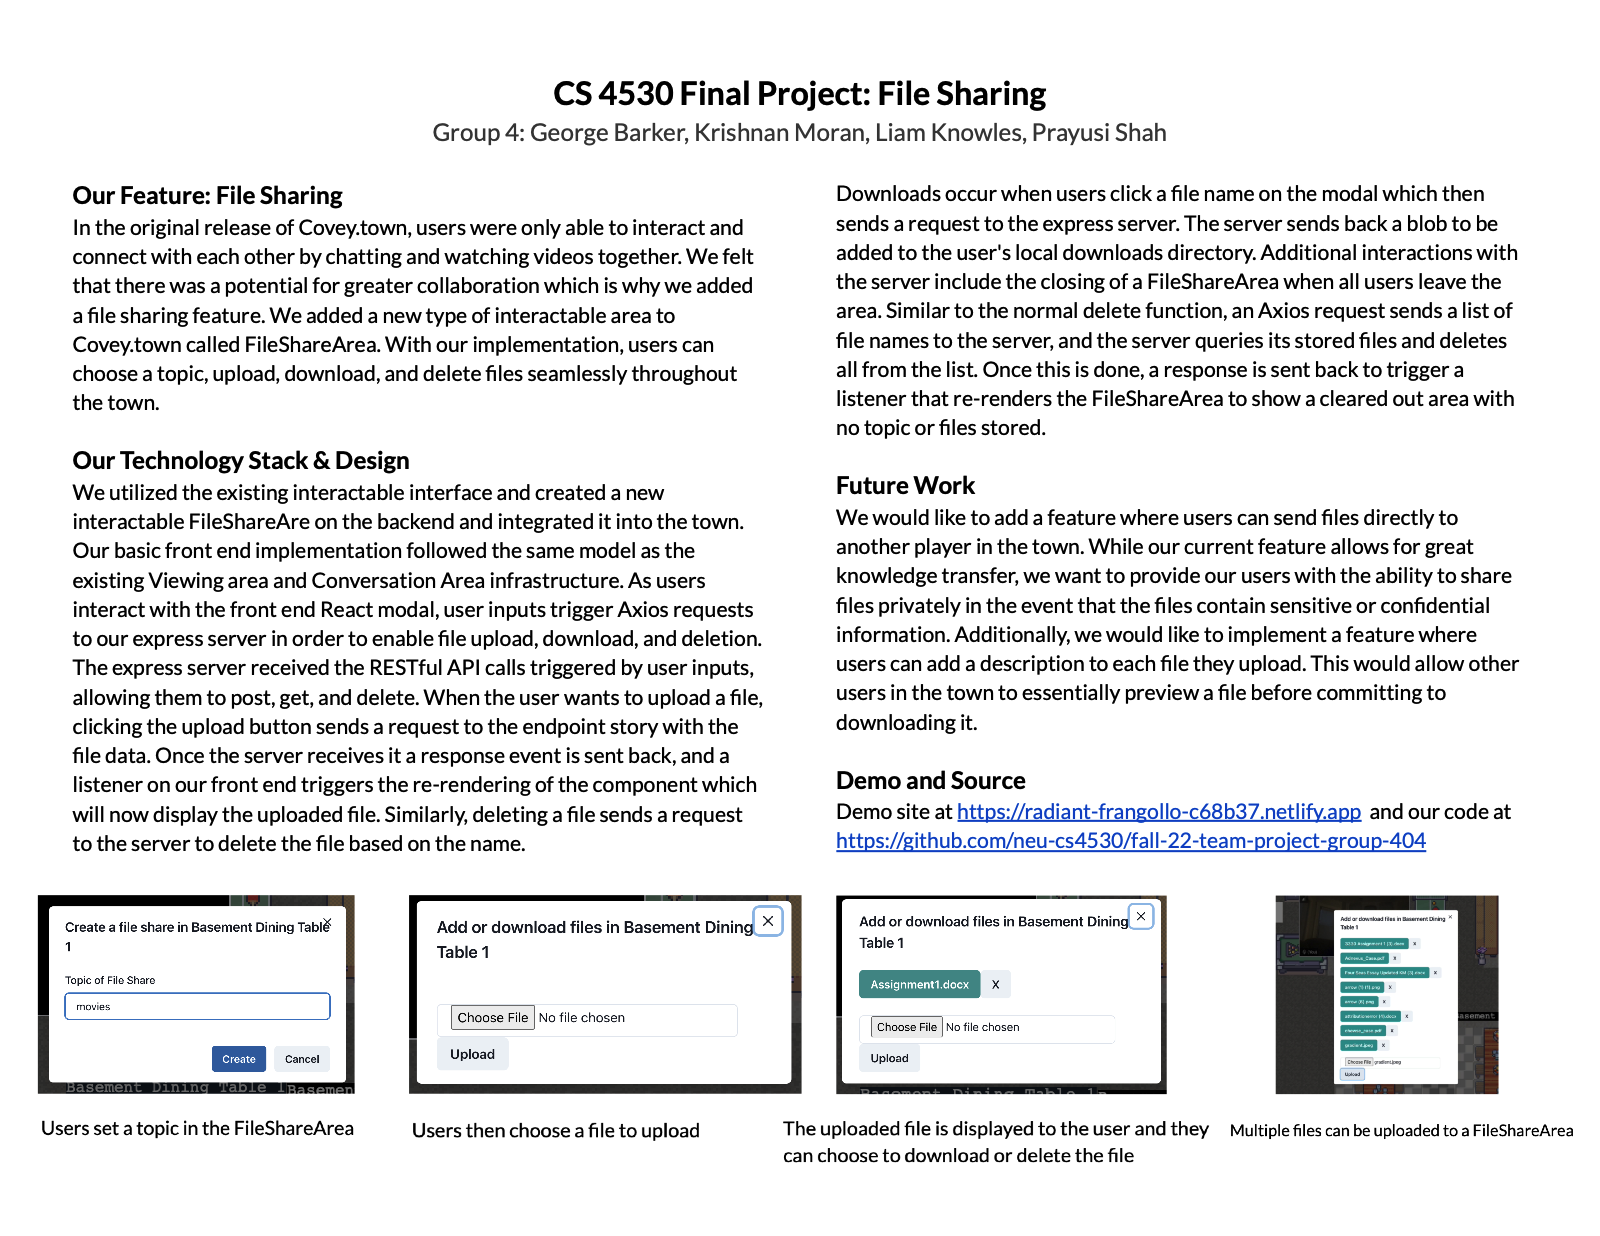 CS 4530 Final Project: File Sharing
Group 4: George Barker, Krishnan Moran, Liam Knowles, Prayusi Shah
Our Feature: File Sharing
In the original release of Covey.town, users were only able to interact and
connect with each other by chatting and watching videos together. We felt
that there was a potential for greater collaboration which is why we added
a file sharing feature. We added a new type of interactable area to
Covey.town called FileShareArea. With our implementation, users can
choose a topic, upload, download, and delete files seamlessly throughout
the town.
Our Technology Stack & Design
We utilized the existing interactable interface and created a new
interactable FileShareAre on the backend and integrated it into the town.
Our basic front end implementation followed the same model as the
existing Viewing area and Conversation Area infrastructure. As users
interact with the front end React modal, user inputs trigger Axios requests
to our express server in order to enable file upload, download, and deletion.
The express server received the RESTful API calls triggered by user inputs,
allowing them to post, get, and delete. When the user wants to upload a file,
clicking the upload button sends a request to the endpoint story with the
file data. Once the server receives it a response event is sent back, and a
listener on our front end triggers the re-rendering of the component which
will now display the uploaded file. Similarly, deleting a file sends a request
to the server to delete the file based on the name.
Downloads occur when users click a file name on the modal which then
sends a request to the express server. The server sends back a blob to be
added to the user's local downloads directory. Additional interactions with
the server include the closing of a FileShareArea when all users leave the
area. Similar to the normal delete function, an Axios request sends a list of
file names to the server, and the server queries its stored files and deletes
all from the list. Once this is done, a response is sent back to trigger a
listener that re-renders the FileShareArea to show a cleared out area with
no topic or files stored.
Future Work
We would like to add a feature where users can send files directly to
another player in the town. While our current feature allows for great
knowledge transfer, we want to provide our users with the ability to share
files privately in the event that the files contain sensitive or confidential
information. Additionally, we would like to implement a feature where
users can add a description to each file they upload. This would allow other
users in the town to essentially preview a file before committing to
downloading it.
Demo and Source
Demo site at https://radiant-frangollo-c68b37.netlify.app and our code at
https://github.com/neu-cs4530/fall-22-team-project-group-404
Create a file share in Basement Dining Table
1
Topic of File Share
movies
Create Cancel
Basement Dining Table 1 Basemen
Users set a topic in the FileShareArea
Add or download files in Basement Dining
Table 1
Choose File No file chosen
Upload
Users then choose a file to upload
Add or download files in Basement Dining
Table 1
Assignment1.docx X
Choose File No file chosen
Upload
Basement Dining Table 1
The uploaded file is displayed to the user and they
can choose to download or delete the file
Add or download files in Basement Dining
Table 1
X
X
X
arrow (1) (1).png X
X
X
X
gradient.jpeg X
Choose File gradient.jpeg
Upload
asement
Multiple files can be uploaded to a FileShareArea